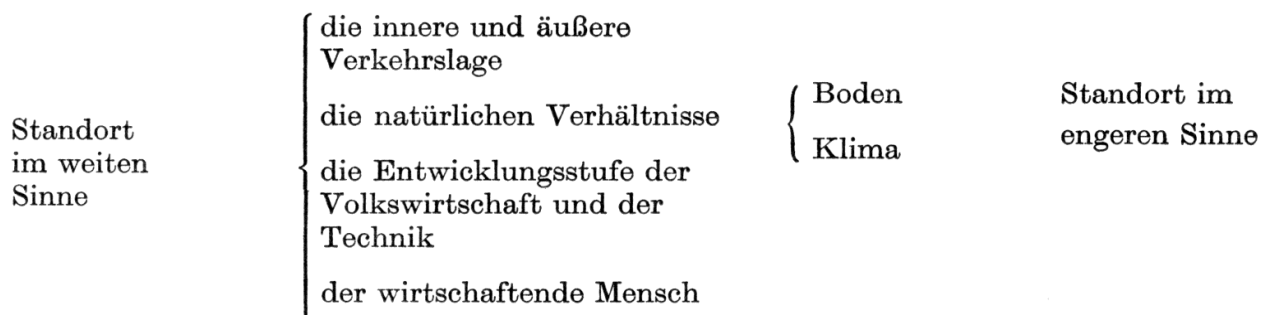 Standort
im weiten
Sinne
die innere und äußere
Verkehrslage
die natürlichen Verhältnisse
die Entwicklungsstufe der
Volkswirtschaft und der
Technik
der wirtschaftende Mensch
Boden
Klima
Standort im
engeren Sinne